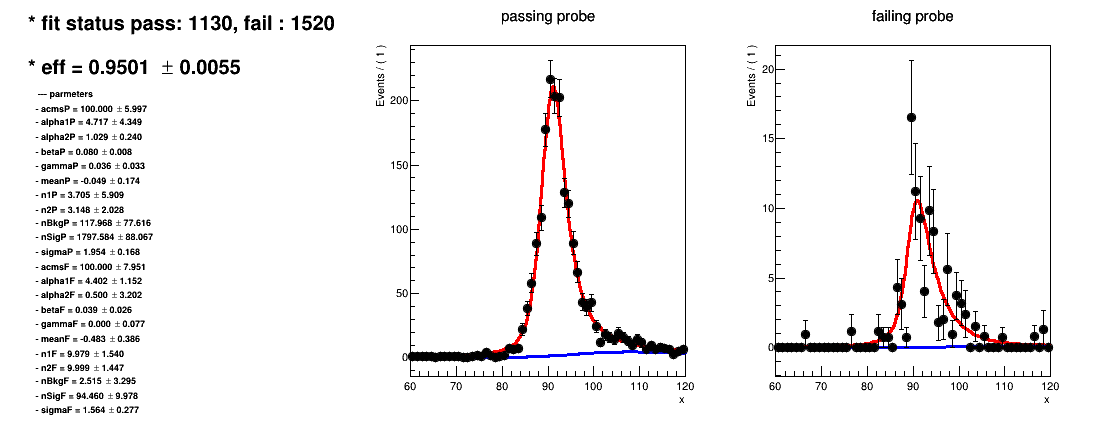 * fit status pass: 1130, fail : 1520
* eff = 0.9501 ± 0.0055
--- parmeters
- acmsP = 100.000 ± 5.997
- alpha1P = 4.717 ± 4.349
- alpha2P = 1.029 ± 0.240
- betaP = 0.080 ± 0.008
- gammaP = 0.036 ± 0.033
- meanP = -0.049 ± 0.174
- n1P = 3.705 ± 5.909
- n2P = 3.148 ± 2.028
- nBkgP = 117.968 ± 77.616
- nSigP = 1797.584 ± 88.067
- sigmaP = 1.954 ± 0.168
- acmsF = 100.000 ± 7.951
- alpha1F = 4.402 ± 1.152
- alpha2F = 0.500 ± 3.202
- betaF = 0.039 ± 0.026
- gammaF = 0.000 ± 0.077
- meanF = -0.483 ± 0.386
- n1F = 9.979 ± 1.540
- n2F = 9.999 ± 1.447
- nBkgF = 2.515 ± 3.295
- nSigF = 94.460 ± 9.978
- sigmaF = 1.564 ± 0.277
passing probe
Events / ( 1 )
200
150
100
50
0
60 70 80 90 100 110 120
x
failing probe
Events / ( 1 )
20
15
10
5
0
60 70 80 90 100 110 120
x